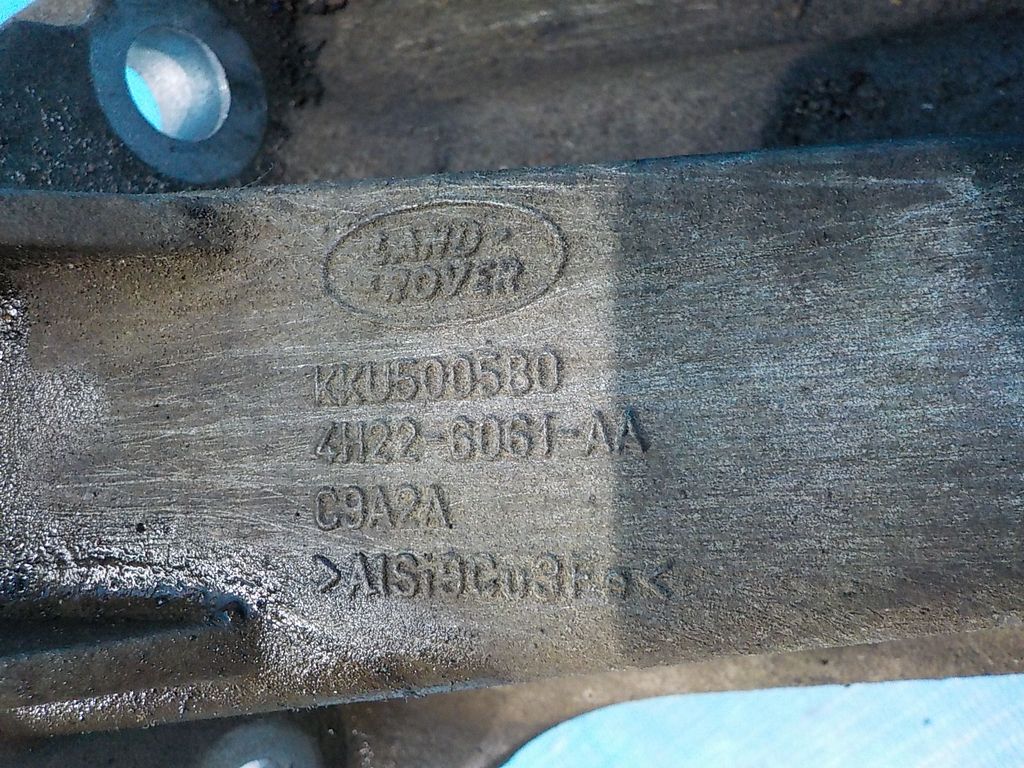 LAND
ROVER
KKU500580
4H22-6061-AA
C9A2A
>AlSi9Cu3Fe<